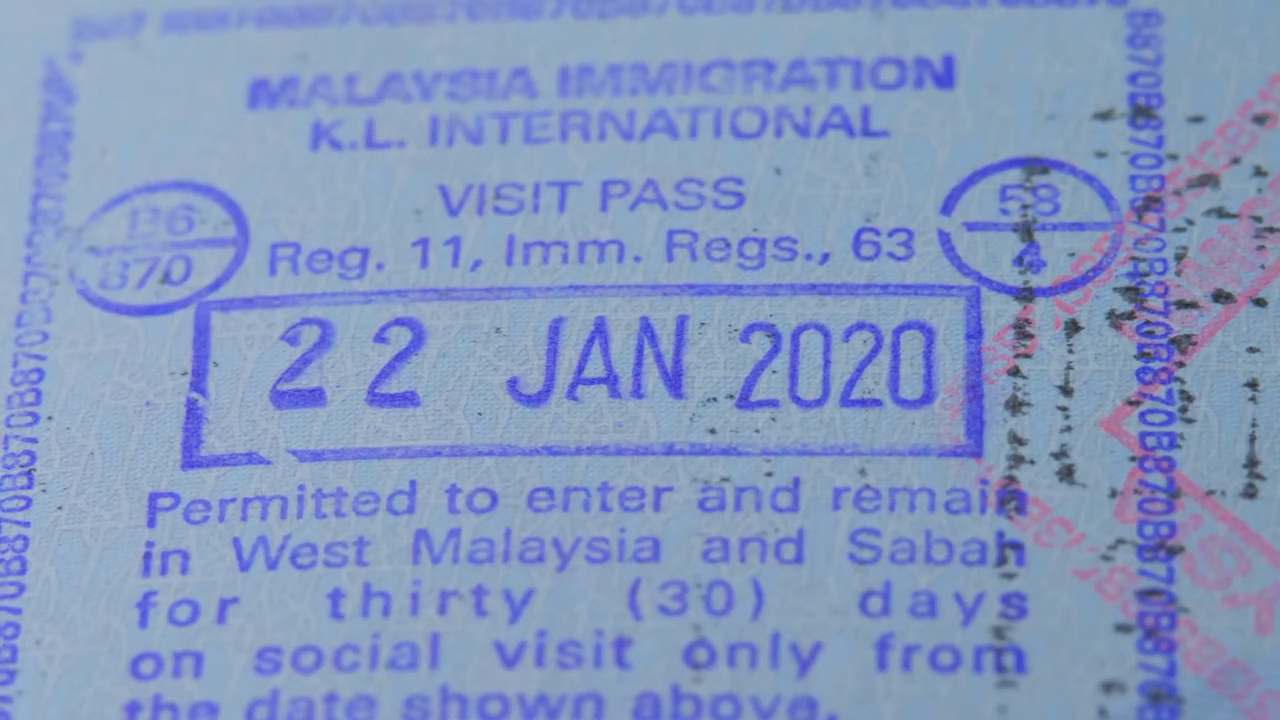 MALAYSIA IMMIGRATION
K.L. INTERNATIONAL
VISIT PASS
B6
870
Reg. 11, Imm. Regs., 63
58
4
22 JAN 2020
Permitted to enter and remain
in West Malaysia and Sabah
for thirty (30) days
on social visit only from
the date shown above.